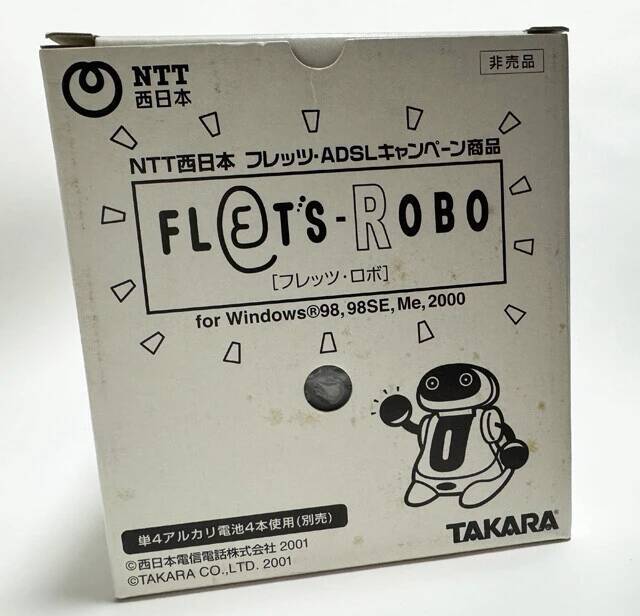 NTT
西日本
非売品
NTT西日本 フレッツ・ADSLキャンペーン商品
FLET'S-ROBO
[フレッツ・ロボ]
for Windows®98,98SE,Me,2000
単4アルカリ電池4本使用(別売)
TAKARA®
©西日本電信電話株式会社 2001
©TAKARA CO.,LTD. 2001